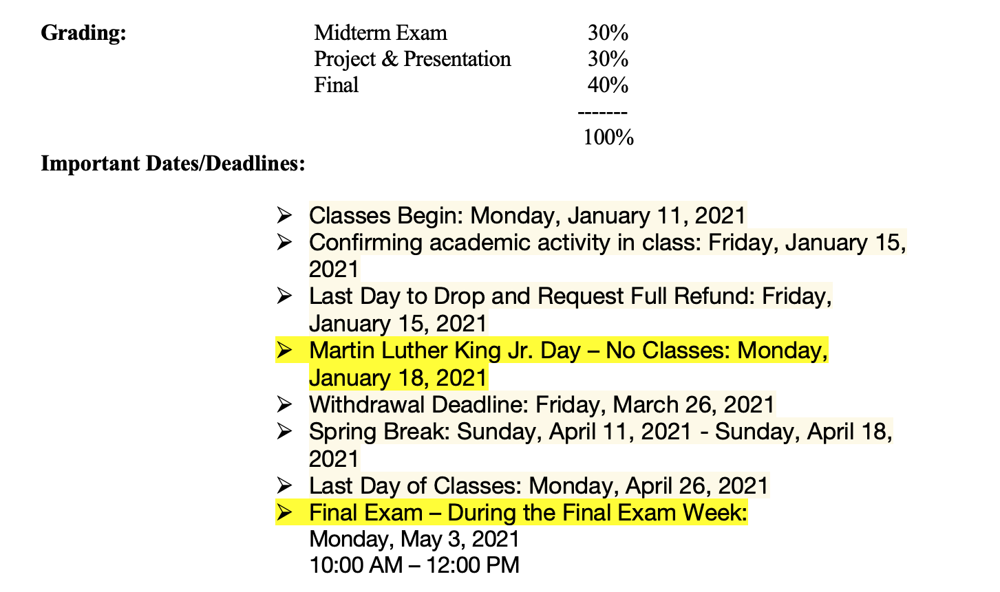 Grading: Midterm Exam 30%
Project & Presentation 30%
Final 40%
-------
100%
Important Dates/Deadlines:
➢ Classes Begin: Monday, January 11, 2021
➢ Confirming academic activity in class: Friday, January 15,
2021
➢ Last Day to Drop and Request Full Refund: Friday,
January 15, 2021
➢ Martin Luther King Jr. Day – No Classes: Monday,
January 18, 2021
➢ Withdrawal Deadline: Friday, March 26, 2021
➢ Spring Break: Sunday, April 11, 2021 - Sunday, April 18,
2021
➢ Last Day of Classes: Monday, April 26, 2021
➢ Final Exam – During the Final Exam Week:
Monday, May 3, 2021
10:00 AM – 12:00 PM